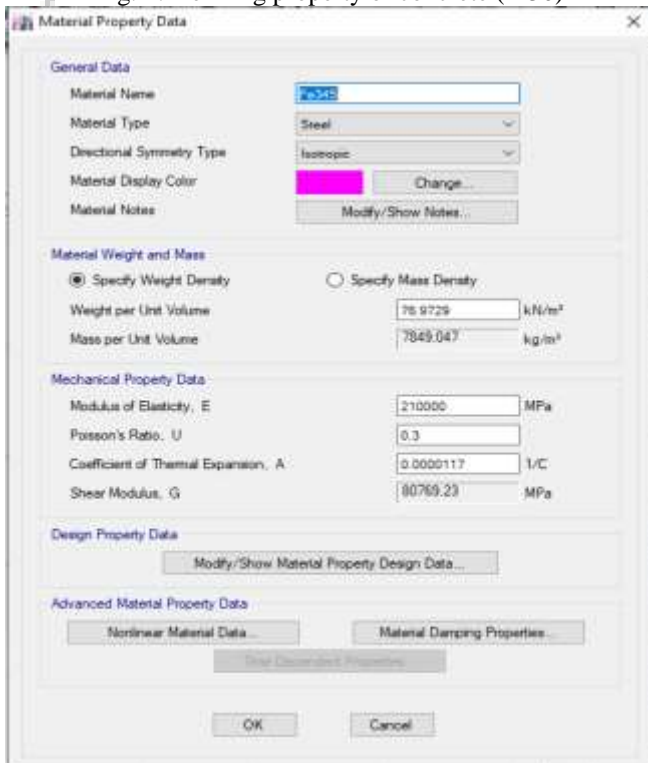 Material Property Data
General Data
Material Name Fe345
Material Type Steel
Directional Symmetry Type Isotropic
Material Display Color Change...
Material Notes Modify/Show Notes...
Material Weight and Mass
Specify Weight Density Specify Mass Density
Weight per Unit Volume 76.9729 kN/m³
Mass per Unit Volume 7849.047 kg/m³
Mechanical Property Data
Modulus of Elasticity, E 210000 MPa
Poisson's Ratio, U 0.3
Coefficient of Thermal Expansion, A 0.0000117 1/C
Shear Modulus, G 80769.23 MPa
Design Property Data
Modify/Show Material Property Design Data...
Advanced Material Property Data
Nonlinear Material Data... Material Damping Properties...
Time Dependent Properties...
OK Cancel